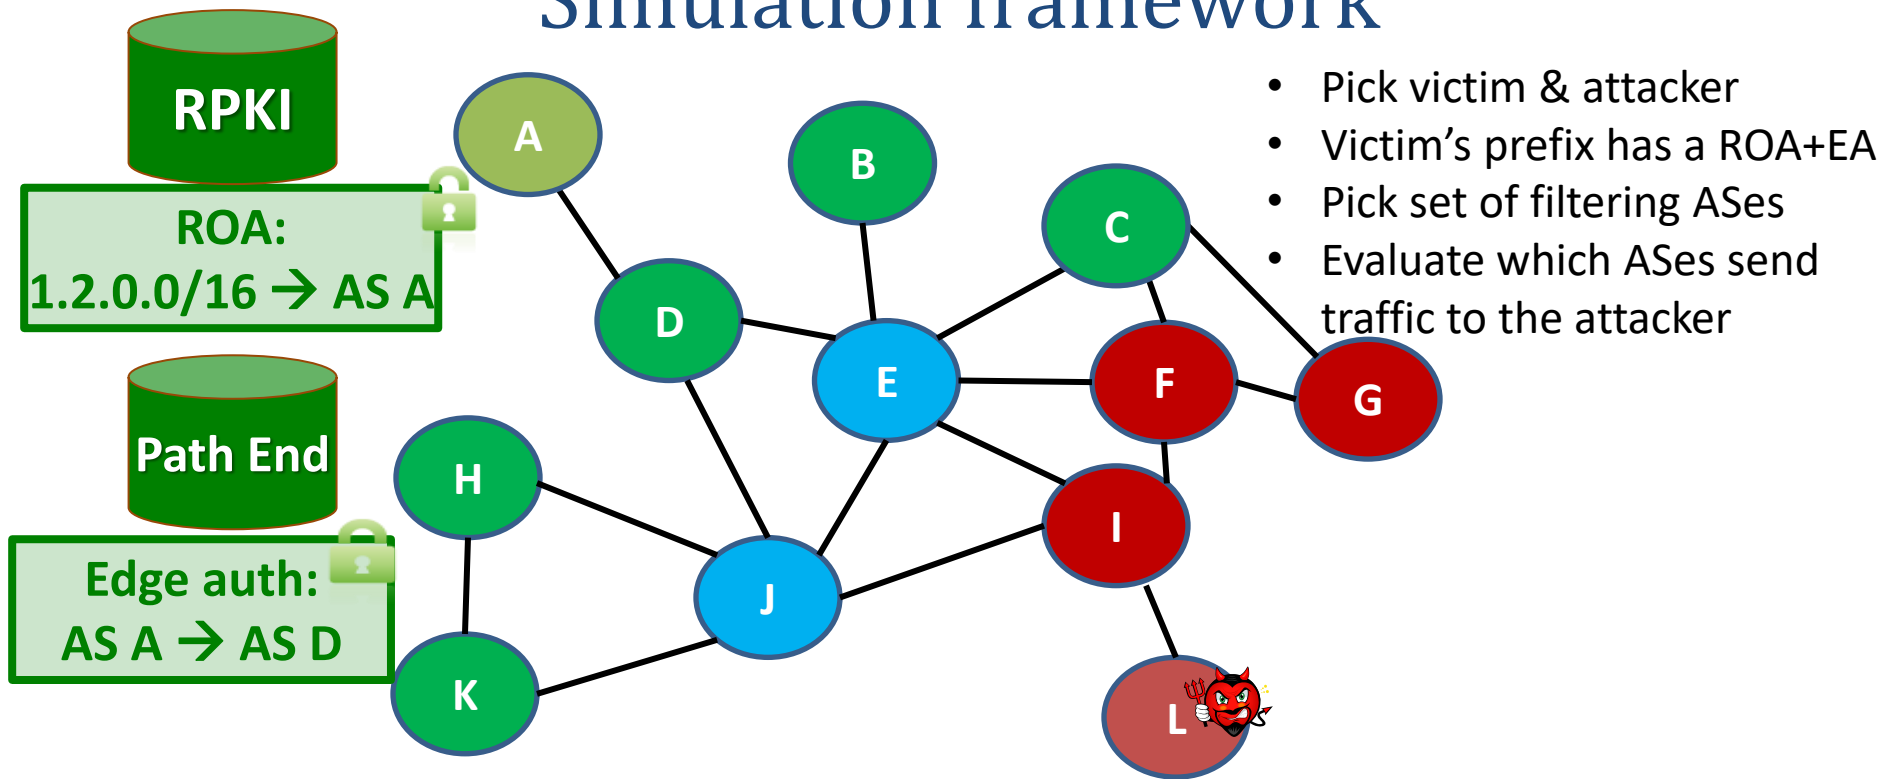 Simulation framework
RPKI
ROA:
1.2.0.0/16 → AS A
Path End
Edge auth:
AS A → AS D
A
B
C
D
E
F
G
H
I
J
K
L
• Pick victim & attacker
• Victim’s prefix has a ROA+EA
• Pick set of filtering ASes
• Evaluate which ASes send
traffic to the attacker